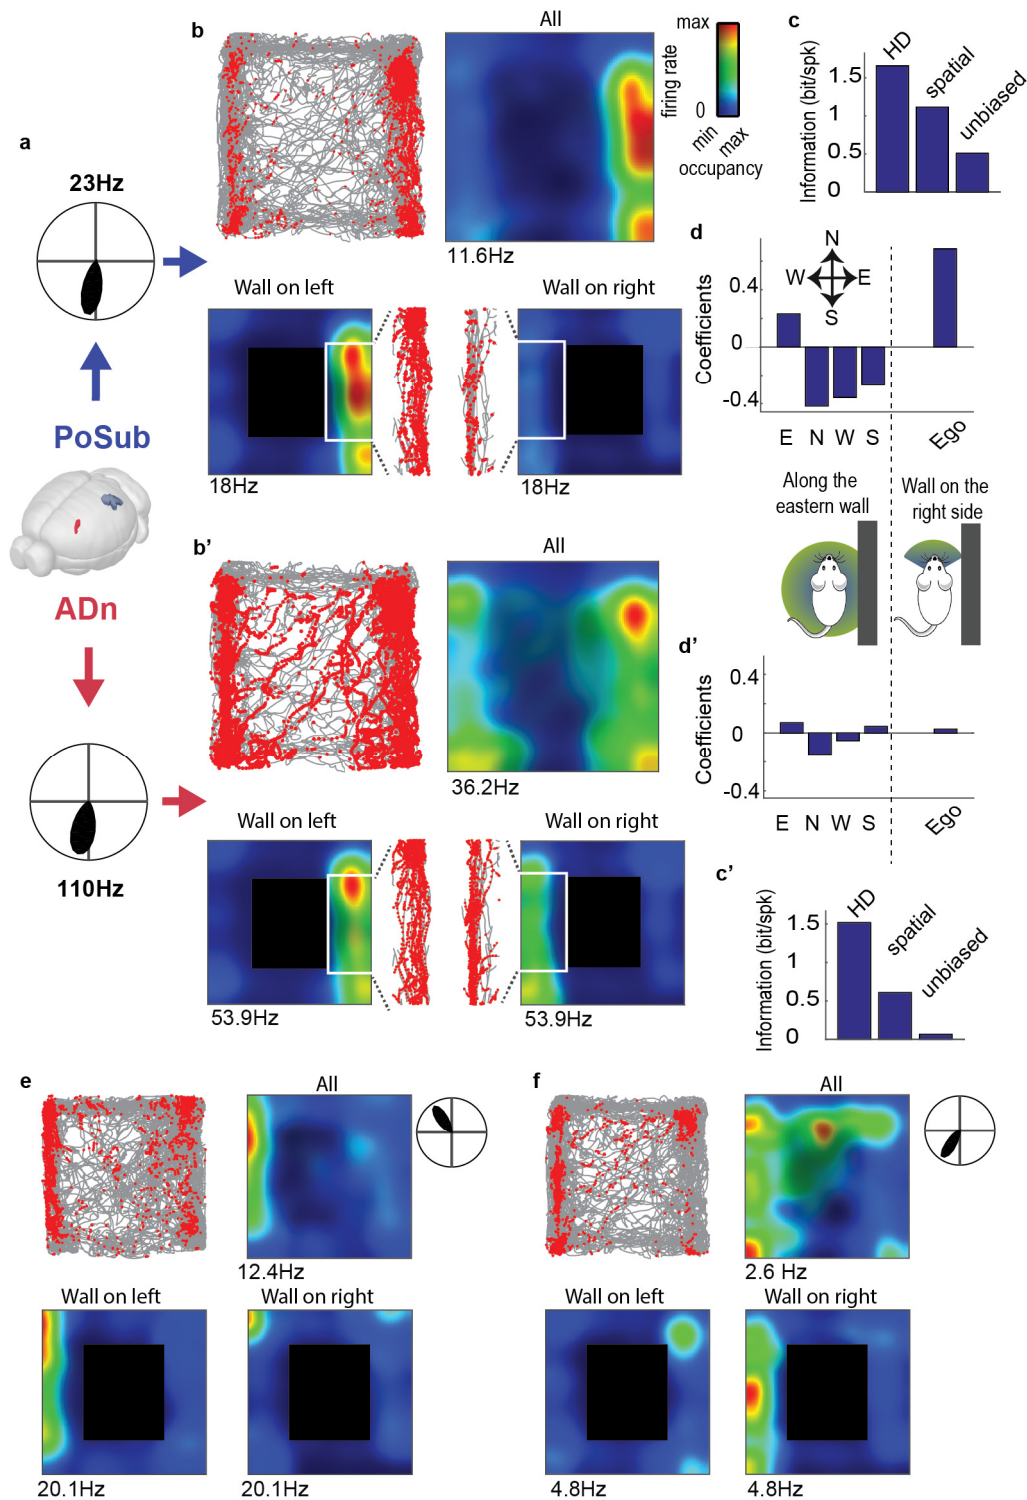 b
All
max
firing rate
0
min
max
occupancy
c
Information (bit/spk)
1.5
1
0.5
0
HD
spatial
unbiased
a
23Hz
11.6Hz
Wall on left
Wall on right
18Hz
18Hz
d
Coefficients
0.4
0
-0.4
N
W
E
S
E N W S
Ego
PoSub
ADn
110Hz
Along the
eastern wall
Wall on the
right side
b’
All
36.2Hz
Wall on left
Wall on right
53.9Hz
53.9Hz
d’
Coefficients
0.4
0
-0.4
E N W S
Ego
c’
Information (bit/spk)
1.5
1
0.5
0
HD
spatial
unbiased
e
All
12.4Hz
Wall on left
Wall on right
20.1Hz
20.1Hz
f
All
2.6 Hz
Wall on left
Wall on right
4.8Hz
4.8Hz